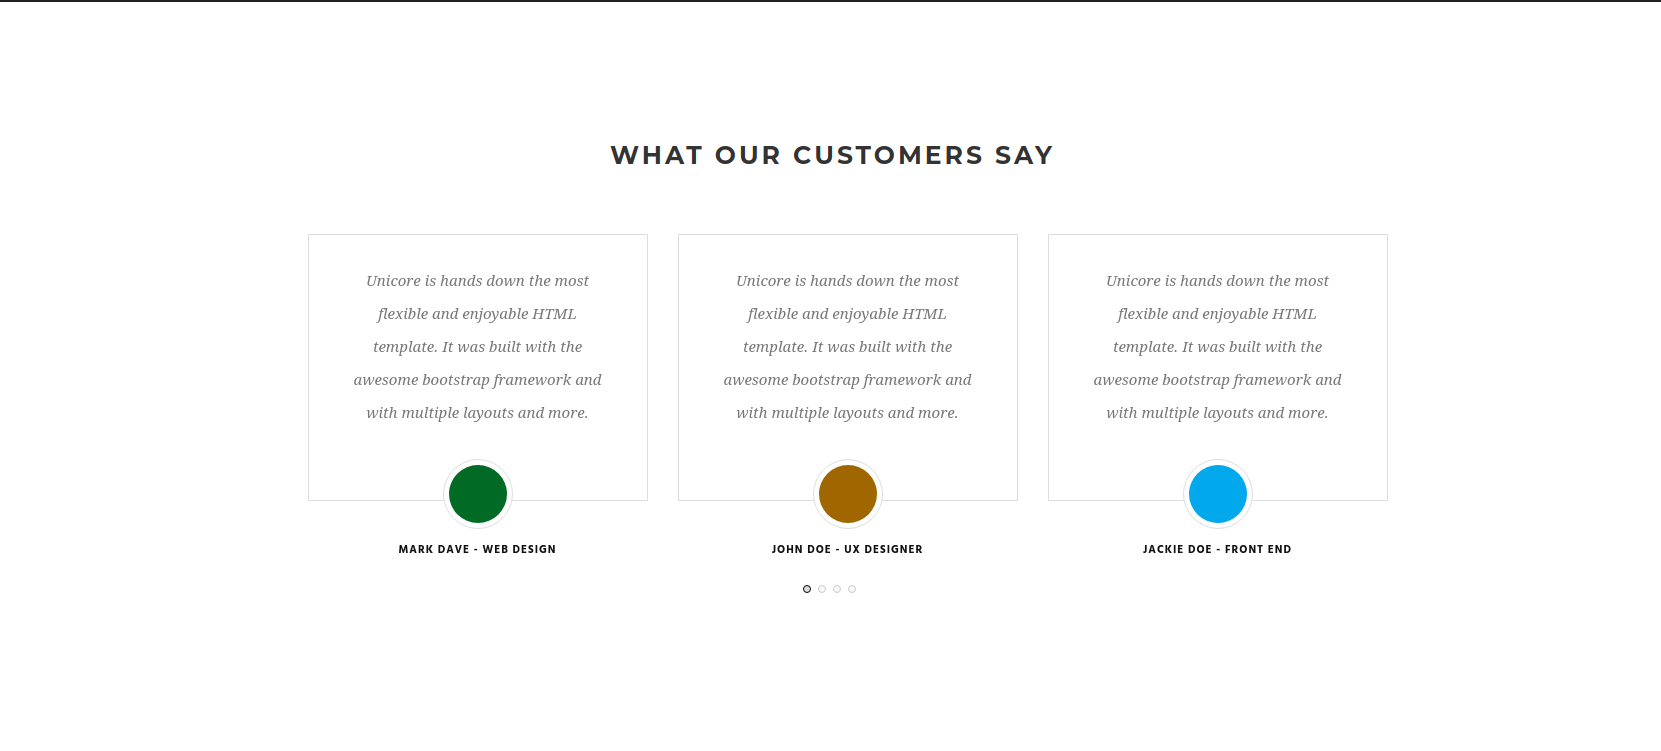 WHAT OUR CUSTOMERS SAY
Unicore is hands down the most
flexible and enjoyable HTML
template. It was built with the
awesome bootstrap framework and
with multiple layouts and more.
MARK DAVE - WEB DESIGN
Unicore is hands down the most
flexible and enjoyable HTML
template. It was built with the
awesome bootstrap framework and
with multiple layouts and more.
JOHN DOE - UX DESIGNER
Unicore is hands down the most
flexible and enjoyable HTML
template. It was built with the
awesome bootstrap framework and
with multiple layouts and more.
JACKIE DOE - FRONT END